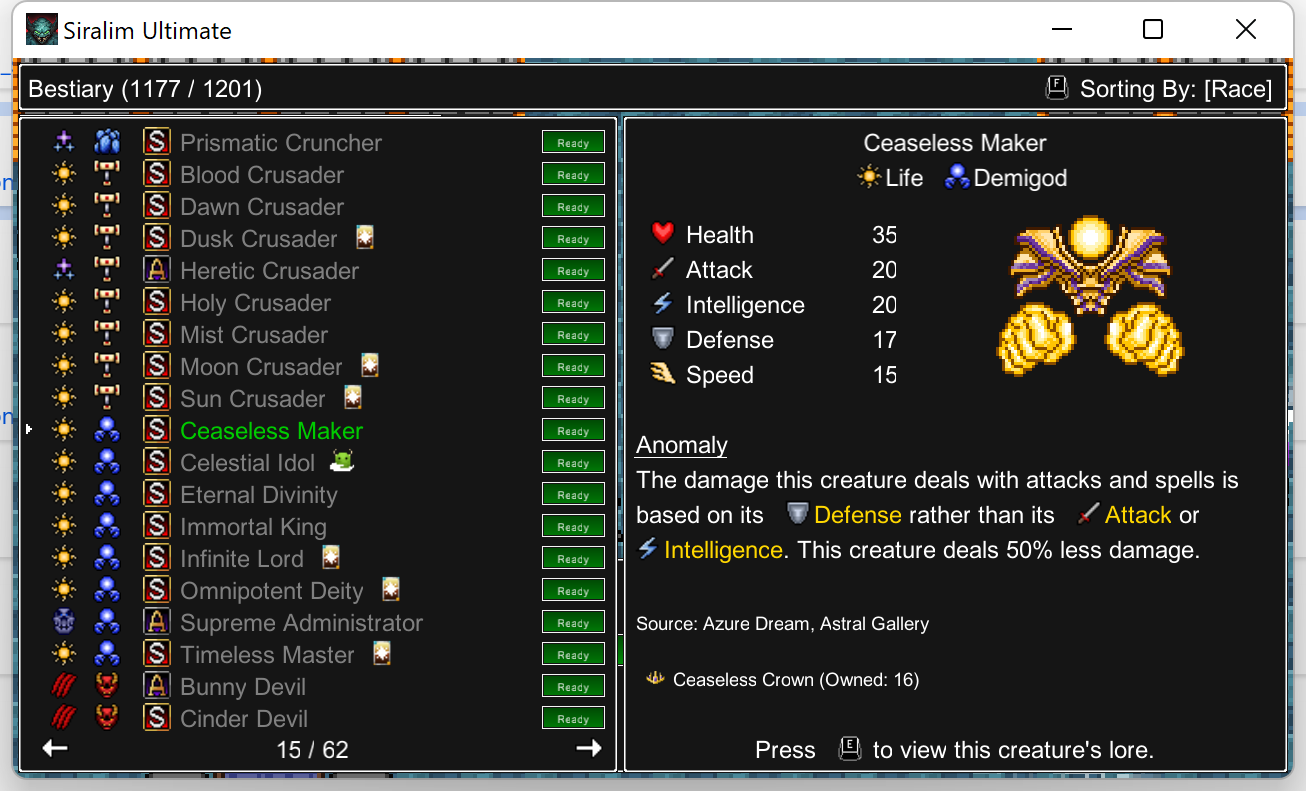 Siralim Ultimate
Bestiary (1177 / 1201)
F Sorting By: [Race]
S Prismatic Cruncher Ready
S Blood Crusader Ready
S Dawn Crusader Ready
S Dusk Crusader Ready
A Heretic Crusader Ready
S Holy Crusader Ready
S Mist Crusader Ready
S Moon Crusader Ready
S Sun Crusader Ready
S Ceaseless Maker Ready
S Celestial Idol Ready
S Eternal Divinity Ready
S Immortal King Ready
S Infinite Lord Ready
S Omnipotent Deity Ready
A Supreme Administrator Ready
S Timeless Master Ready
A Bunny Devil Ready
S Cinder Devil Ready
15 / 62
Ceaseless Maker
Life Demigod
Health 35
Attack 20
Intelligence 20
Defense 17
Speed 15
Anomaly
The damage this creature deals with attacks and spells is
based on its Defense rather than its Attack or
Intelligence. This creature deals 50% less damage.
Source: Azure Dream, Astral Gallery
Ceaseless Crown (Owned: 16)
Press E to view this creature's lore.